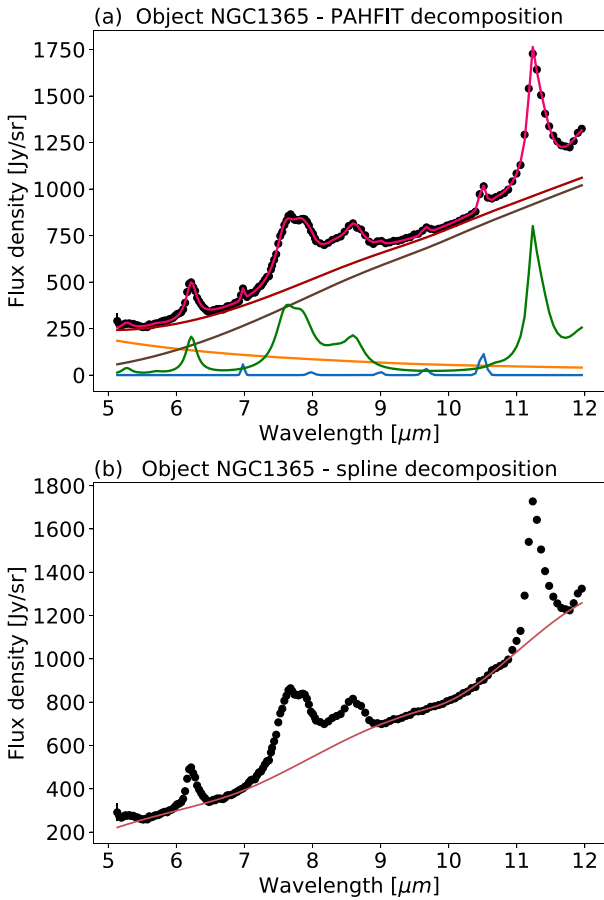 (a) Object NGC1365 - PAHFIT decomposition
Flux density [Jy/sr]
1750
1500
1250
1000
750
500
250
0
5 6 7 8 9 10 11 12
Wavelength [μm]
(b) Object NGC1365 - spline decomposition
Flux density [Jy/sr]
1800
1600
1400
1200
1000
800
600
400
200
5 6 7 8 9 10 11 12
Wavelength [μm]